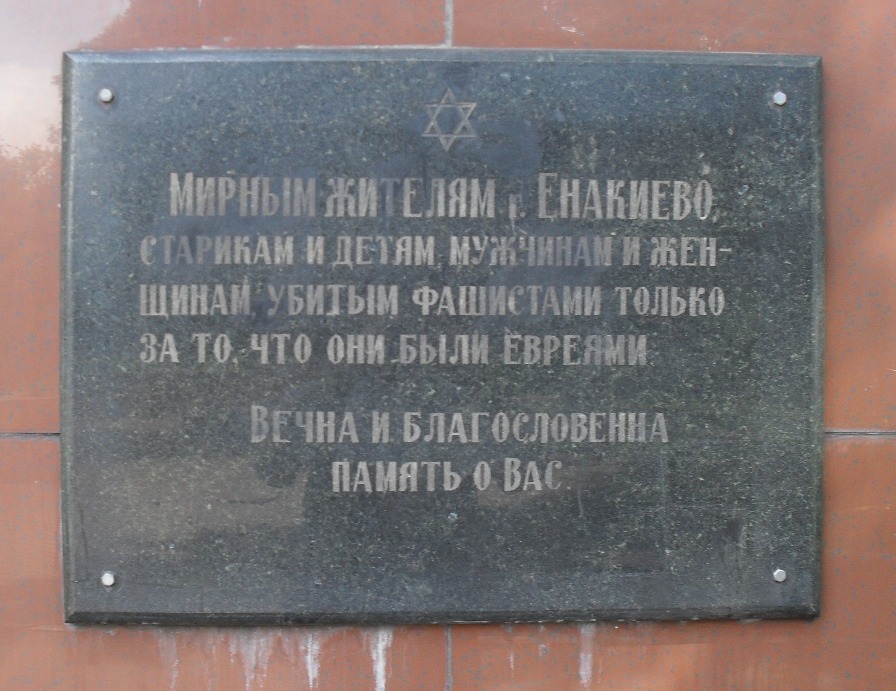 Мирным жителям г. Енакиево,
старикам и детям, мужчинам и жен-
щинам, убитым фашистами только
за то, что они были евреями.
Вечна и благословенна
память о Вас.